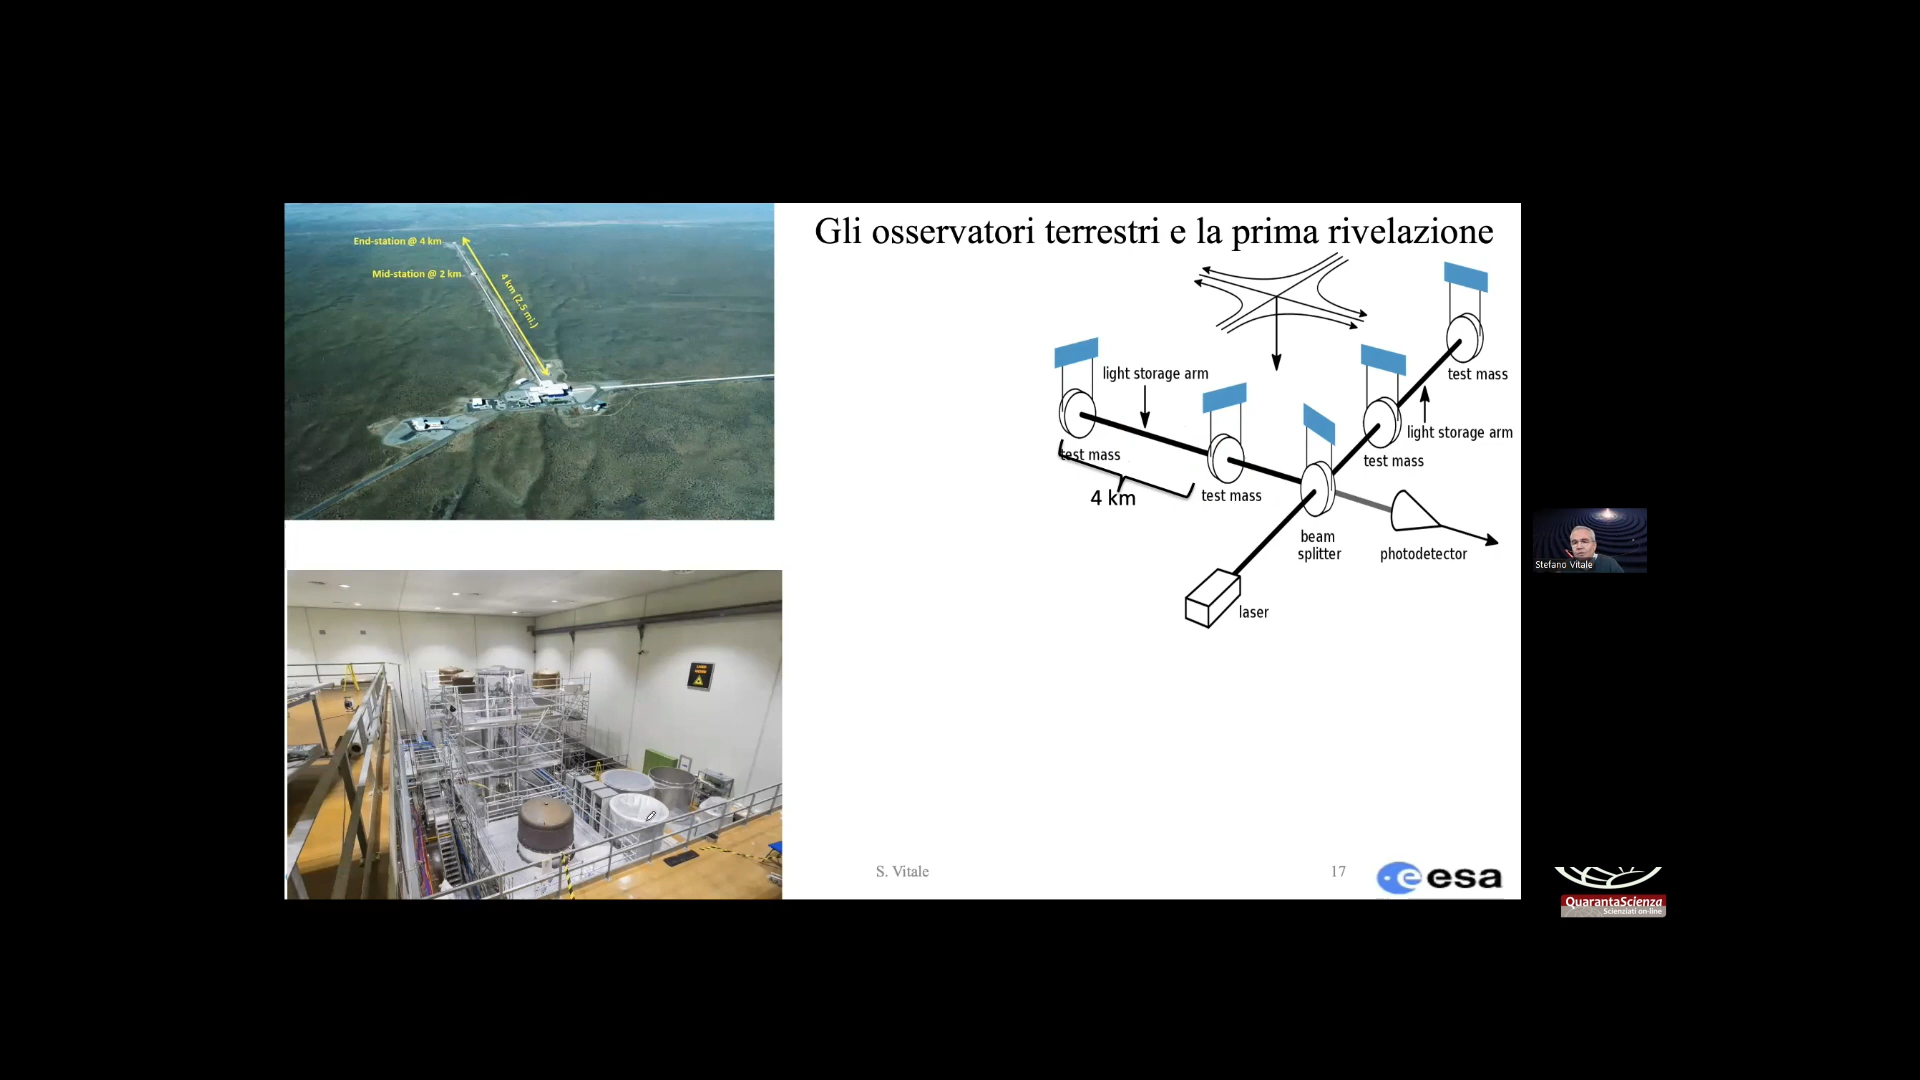 Gli osservatori terrestri e la prima rivelazione
End-station @ 4 km
Mid-station @ 2 km
4 km (2.5 mi.)
light storage arm
test mass
light storage arm
test mass
test mass
test mass
4 km
beam
splitter
photodetector
laser
S. Vitale
17
esa
Stefano Vitale
QuarantaScienza
Scienziati on-line